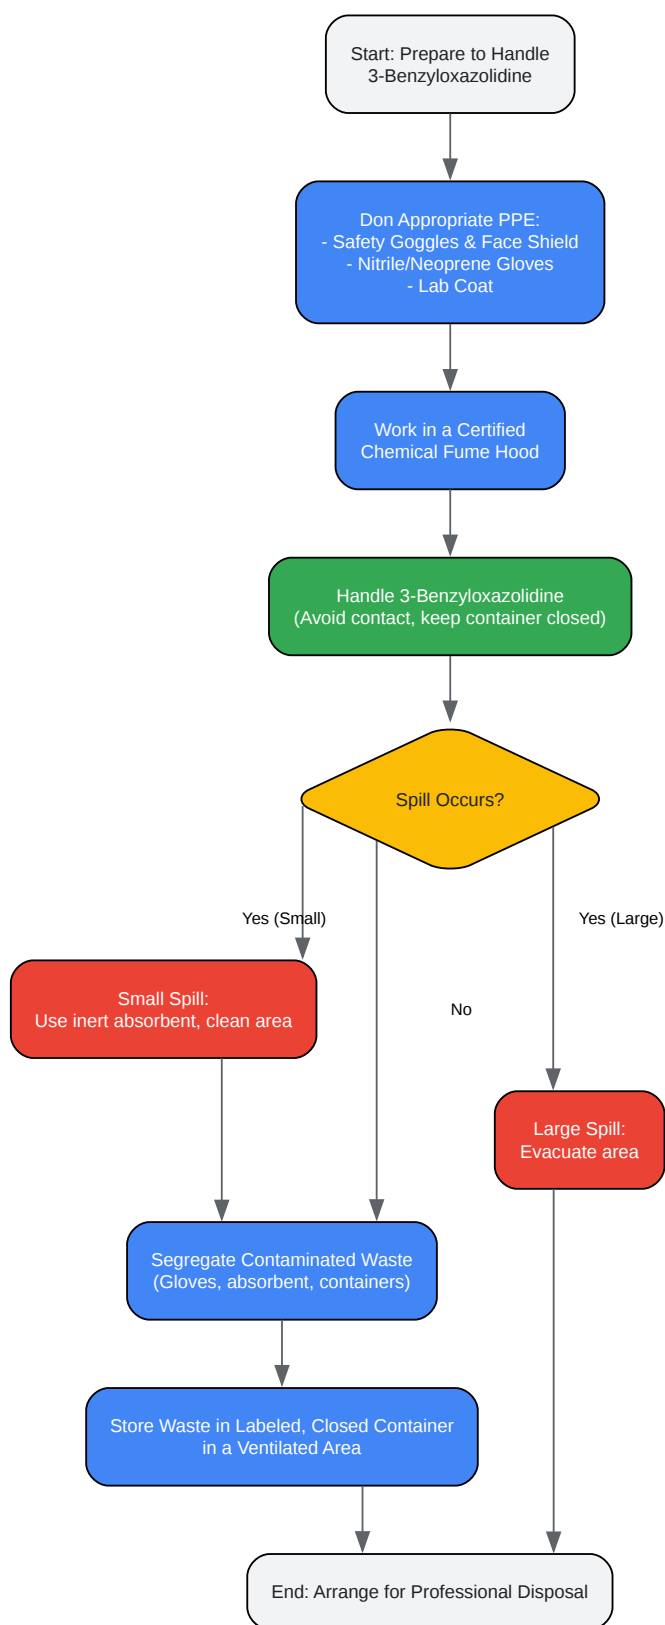 Start: Prepare to Handle
3-Benzyloxazolidine
Don Appropriate PPE:
- Safety Goggles & Face Shield
- Nitrile/Neoprene Gloves
- Lab Coat
Work in a Certified
Chemical Fume Hood
Handle 3-Benzyloxazolidine
(Avoid contact, keep container closed)
Spill Occurs?
Yes (Small)
Yes (Large)
Small Spill:
Use inert absorbent, clean area
No
Large Spill:
Evacuate area
Segregate Contaminated Waste
(Gloves, absorbent, containers)
Store Waste in Labeled, Closed Container
in a Ventilated Area
End: Arrange for Professional Disposal